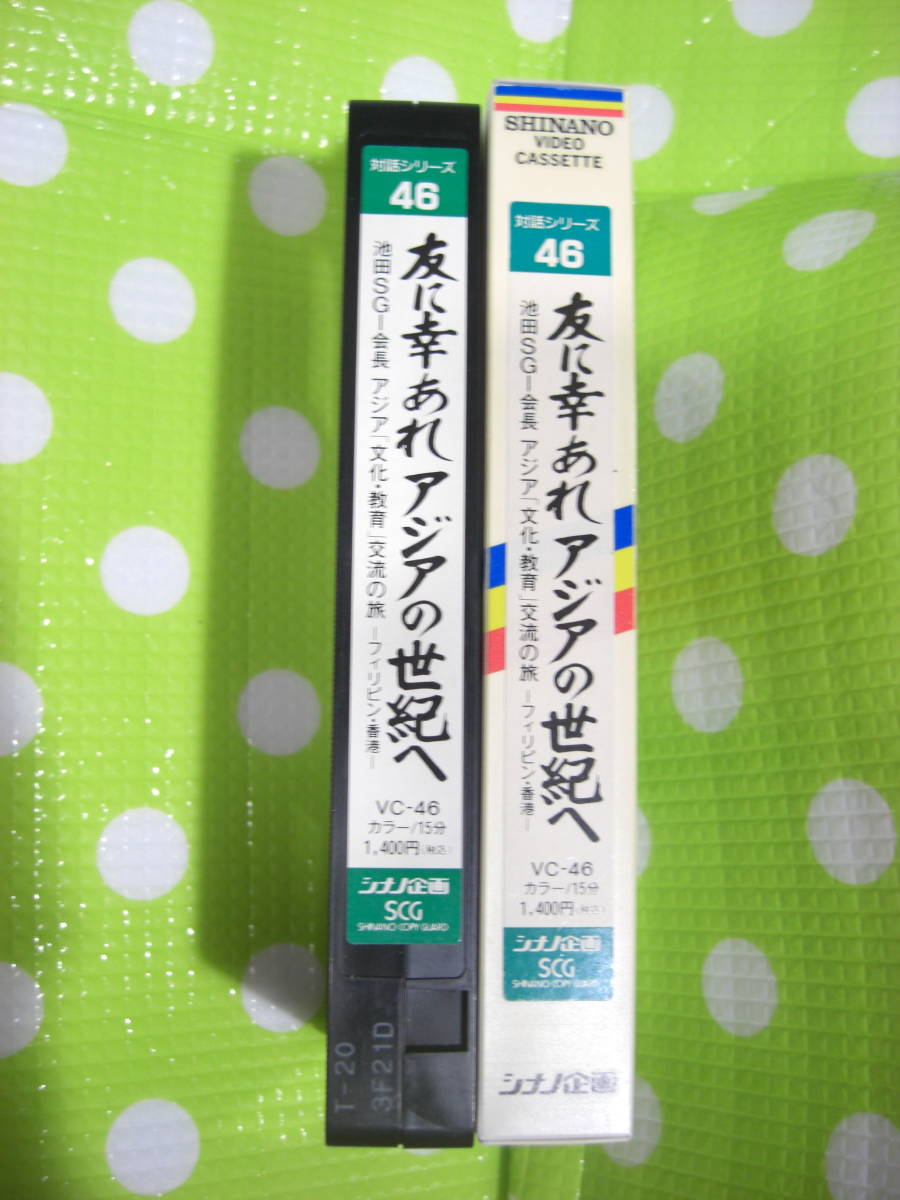 対話シリーズ
46
友に幸あれ アジアの世紀へ
池田SGI会長 アジア「文化・教育」交流の旅 ―フィリピン・香港―
VC-46
カラー/15分
1,400円(税込)
シナノ企画
SCG
SHINANO COPY GUARD
T-20
3F21D
SHINANO
VIDEO
CASSETTE
対話シリーズ
46
友に幸あれ アジアの世紀へ
池田SGI会長 アジア「文化・教育」交流の旅 ―フィリピン・香港―
VC-46
カラー/15分
1,400円(税込)
シナノ企画
SCG
SHINANO COPY GUARD
シナノ企画